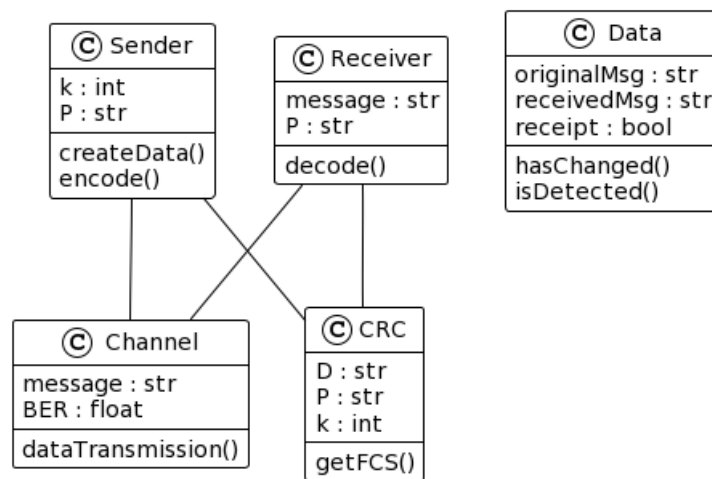 C Sender
k : int
P : str
createData()
encode()
C Receiver
message : str
P : str
decode()
C Data
originalMsg : str
receivedMsg : str
receipt : bool
hasChanged()
isDetected()
C Channel
message : str
BER : float
dataTransmission()
C CRC
D : str
P : str
k : int
getFCS()